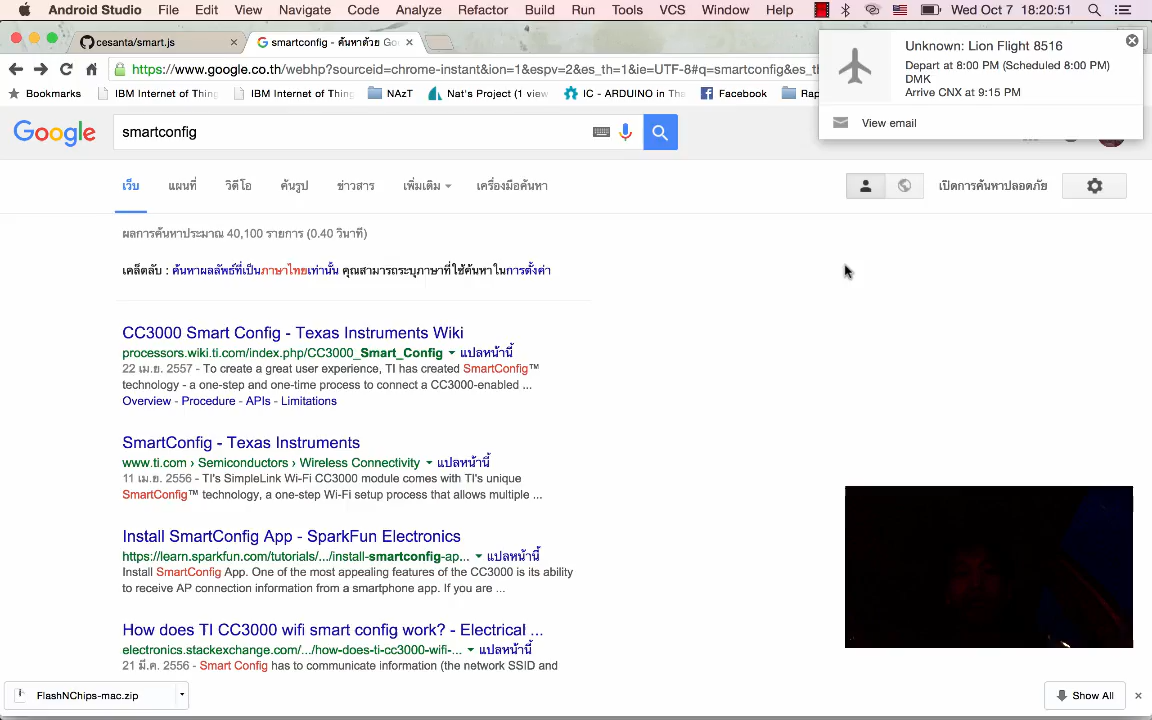 Android Studio File Edit View Navigate Code Analyze Refactor Build Run Tools VCS Window Help Wed Oct 7 18:20:51
cesanta/smart.js
smartconfig - ค้นหาด้วย Go
https://www.google.co.th/webhp?sourceid=chrome-instant&ion=1&espv=2&es_th=1&ie=UTF-8#q=smartconfig&es_th
Bookmarks IBM Internet of Thing IBM Internet of Thing NAzT Nat's Project (1 view IC - ARDUINO in Tha Facebook Rap
Unknown: Lion Flight 8516
Depart at 8:00 PM (Scheduled 8:00 PM)
DMK
Arrive CNX at 9:15 PM
View email
Google smartconfig
เว็บ แผนที่ วิดีโอ ค้นรูป ข่าวสาร เพิ่มเติม เครื่องมือค้นหา เปิดการค้นหาปลอดภัย
ผลการค้นหาประมาณ 40,100 รายการ (0.40 วินาที)
เคล็ดลับ : ค้นหาผลลัพธ์ที่เป็นภาษาไทยเท่านั้น คุณสามารถระบุภาษาที่ใช้ค้นหาในการตั้งค่า
CC3000 Smart Config - Texas Instruments Wiki
processors.wiki.ti.com/index.php/CC3000_Smart_Config แปลหน้านี้
22 เม.ย. 2557 - To create a great user experience, TI has created SmartConfig™
technology - a one-step and one-time process to connect a CC3000-enabled ...
Overview - Procedure - APIs - Limitations
SmartConfig - Texas Instruments
www.ti.com › Semiconductors › Wireless Connectivity แปลหน้านี้
11 เม.ย. 2556 - TI's SimpleLink Wi-Fi CC3000 module comes with TI's unique
SmartConfig™ technology, a one-step Wi-Fi setup process that allows multiple ...
Install SmartConfig App - SparkFun Electronics
https://learn.sparkfun.com/tutorials/.../install-smartconfig-ap... แปลหน้านี้
Install SmartConfig App. One of the most appealing features of the CC3000 is its ability
to receive AP connection information from a smartphone app. If you are ...
How does TI CC3000 wifi smart config work? - Electrical ...
electronics.stackexchange.com/.../how-does-ti-cc3000-wifi-... แปลหน้านี้
21 มี.ค. 2556 - Smart Config has to communicate information (the network SSID and
FlashNChips-mac.zip Show All